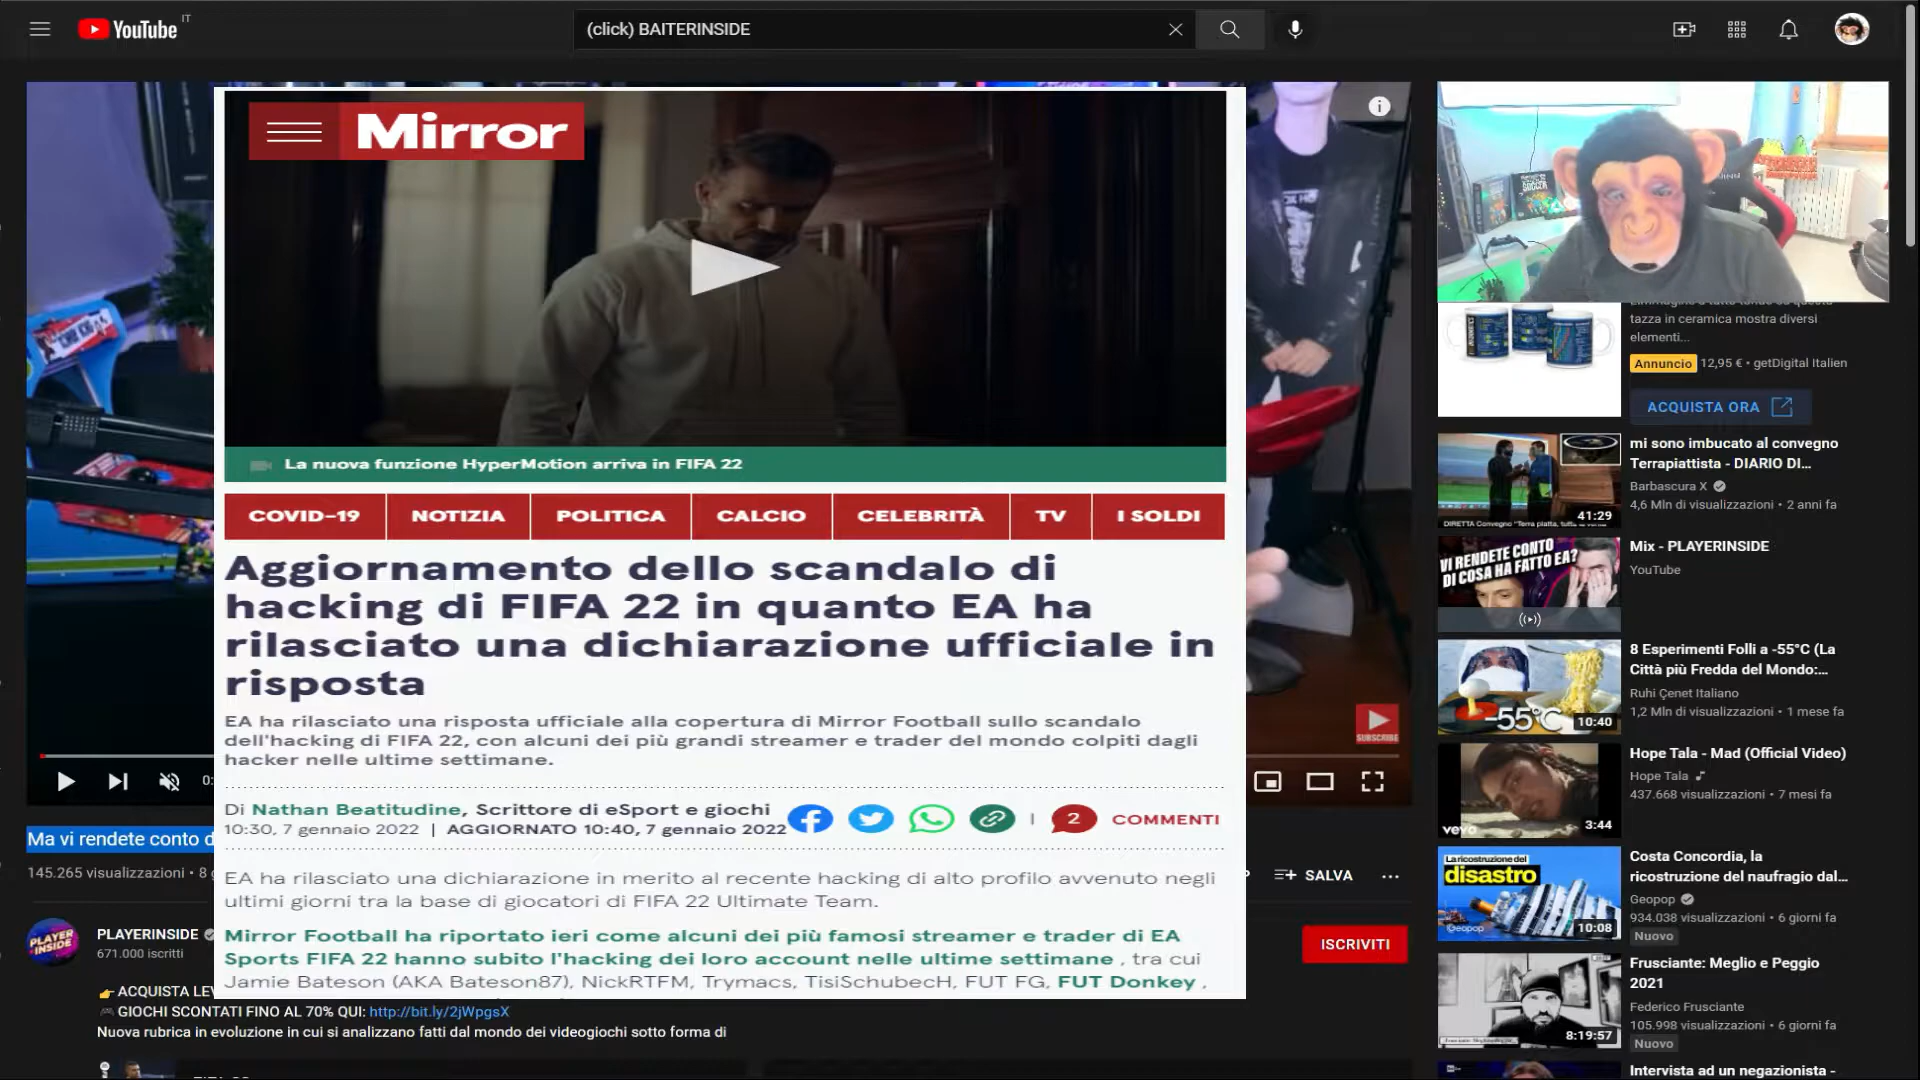 YouTube
IT
(click) BAITERINSIDE
Mirror
La nuova funzione HyperMotion arriva in FIFA 22
COVID-19
NOTIZIA
POLITICA
CALCIO
CELEBRITÀ
TV
I SOLDI
Aggiornamento dello scandalo di
hacking di FIFA 22 in quanto EA ha
rilasciato una dichiarazione ufficiale in
risposta
EA ha rilasciato una risposta ufficiale alla copertura di Mirror Football sullo scandalo
dell'hacking di FIFA 22, con alcuni dei più grandi streamer e trader del mondo colpiti dagli
hacker nelle ultime settimane.
Di Nathan Beatitudine, Scrittore di eSport e giochi
10:30, 7 gennaio 2022 | AGGIORNATO 10:40, 7 gennaio 2022
2
COMMENTI
EA ha rilasciato una dichiarazione in merito al recente hacking di alto profilo avvenuto negli
ultimi giorni tra la base di giocatori di FIFA 22 Ultimate Team.
Mirror Football ha riportato ieri come alcuni dei più famosi streamer e trader di EA
Sports FIFA 22 hanno subito l'hacking dei loro account nelle ultime settimane , tra cui
Jamie Bateson (AKA Bateson87), NickRTFM, Trymacs, TisiSchubecH, FUT FG, FUT Donkey ,
SUBSCRIBE
Ma vi rendete conto
145.265 visualizzazioni • 8
SALVA
PLAYER INSIDE
PLAYERINSIDE
671.000 iscritti
ISCRIVITI
ACQUISTA
GIOCHI SCONTATI FINO AL 70% QUI: http://bit.ly/2jWpgsX
Nuova rubrica in evoluzione in cui si analizzano fatti dal mondo dei videogiochi sotto forma di
tazza in ceramica mostra diversi
elementi...
Annuncio 12,95 € • getDigital Italien
ACQUISTA ORA
41:29
mi sono imbucato al convegno
Terrapiattista - DIARIO DI...
Barbascura X
4,6 Mln di visualizzazioni • 2 anni fa
VI RENDETE CONTO
DI COSA HA FATTO EA?
Mix - PLAYERINSIDE
YouTube
-55°C
10:40
8 Esperimenti Folli a -55°C (La
Città più Fredda del Mondo:...
Ruhi Çenet Italiano
1,2 Mln di visualizzazioni • 1 mese fa
vevo
3:44
Hope Tala - Mad (Official Video)
Hope Tala
437.668 visualizzazioni • 7 mesi fa
La ricostruzione del
disastro
Geopop
10:08
Costa Concordia, la
ricostruzione del naufragio dal...
Geopop
934.038 visualizzazioni • 6 giorni fa
Nuovo
8:19:57
Frusciante: Meglio e Peggio
2021
Federico Frusciante
105.998 visualizzazioni • 6 giorni fa
Nuovo
Intervista ad un negazionista -